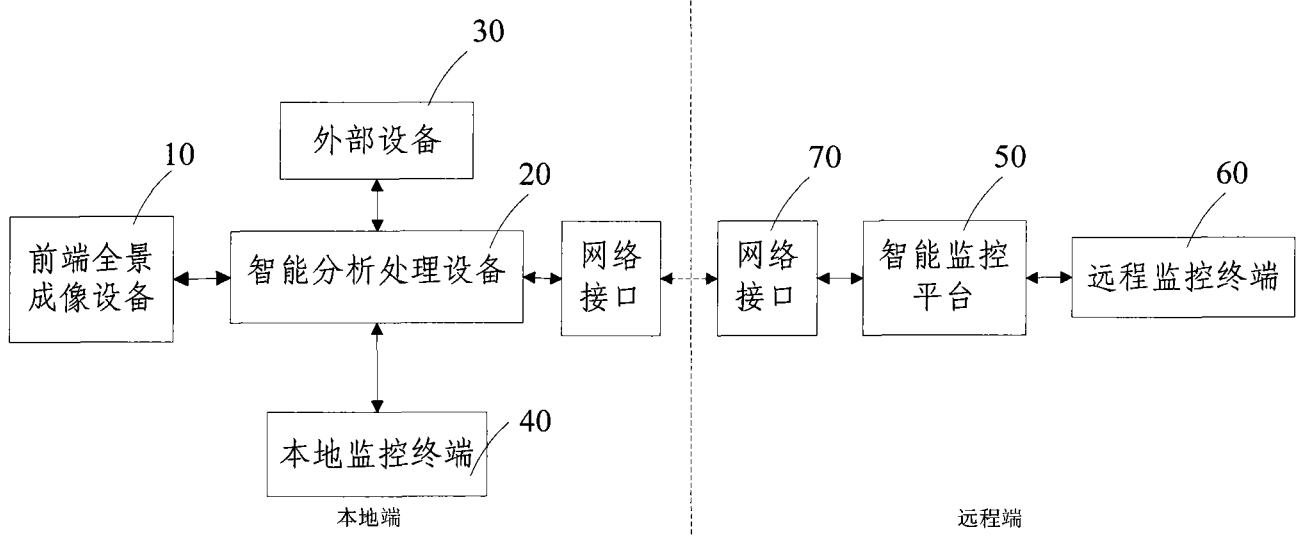 30
外部设备
10
前端全景
成像设备
20
智能分析处理设备
网络
接口
40
本地监控终端
本地端
70
网络
接口
50
智能监控
平台
60
远程监控终端
远程端